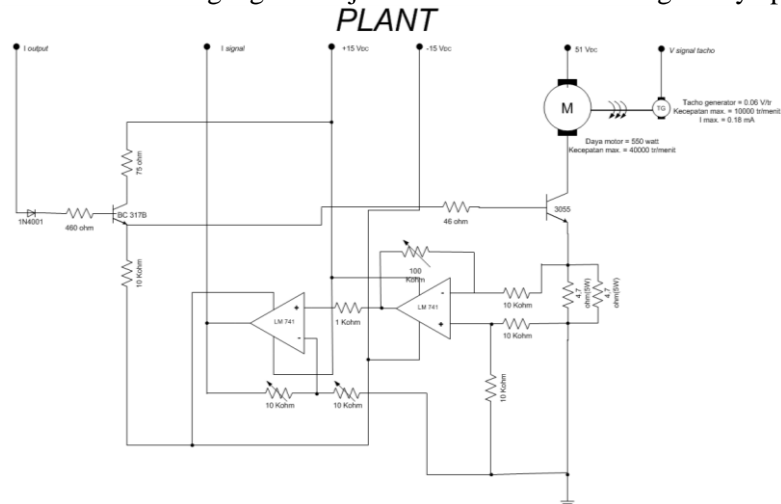 PLANT
I output
I signal
+15 Vdc
-15 Vdc
51 Vdc
V signal tacho
M
TG
Tacho generator = 0.06 V/tr
Kecepatan max. = 10000 tr/menit
I max. = 0.18 mA
Daya motor = 550 watt
Kecepatan max. = 40000 tr/menit
75 ohm
1N4001
460 ohm
BC 317B
46 ohm
3055
10 Kohm
100
Kohm
LM 741
1 Kohm
LM 741
10 Kohm
10 Kohm
4,7
ohm(5W)
4,7
ohm(5W)
10 Kohm
10 Kohm
10 Kohm